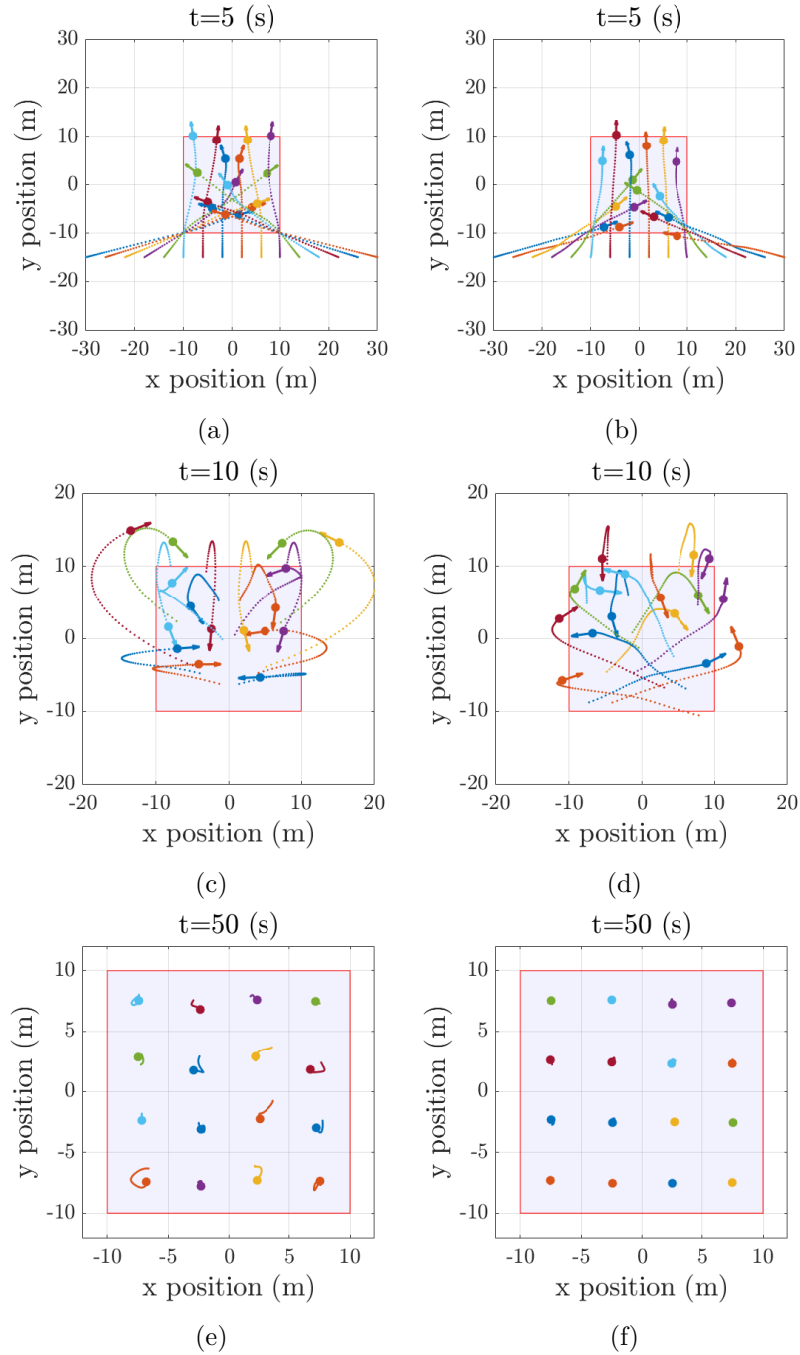 t=5 (s)
t=5 (s)
30
20
10
0
-10
-20
-30
y position (m)
-30 -20 -10 0 10 20 30
x position (m)
30
20
10
0
-10
-20
-30
y position (m)
-30 -20 -10 0 10 20 30
x position (m)
(a)
(b)
t=10 (s)
t=10 (s)
20
10
0
-10
-20
y position (m)
-20 -10 0 10 20
x position (m)
20
10
0
-10
-20
y position (m)
-20 -10 0 10 20
x position (m)
(c)
(d)
t=50 (s)
t=50 (s)
10
5
0
-5
-10
y position (m)
-10 -5 0 5 10
x position (m)
10
5
0
-5
-10
y position (m)
-10 -5 0 5 10
x position (m)
(e)
(f)